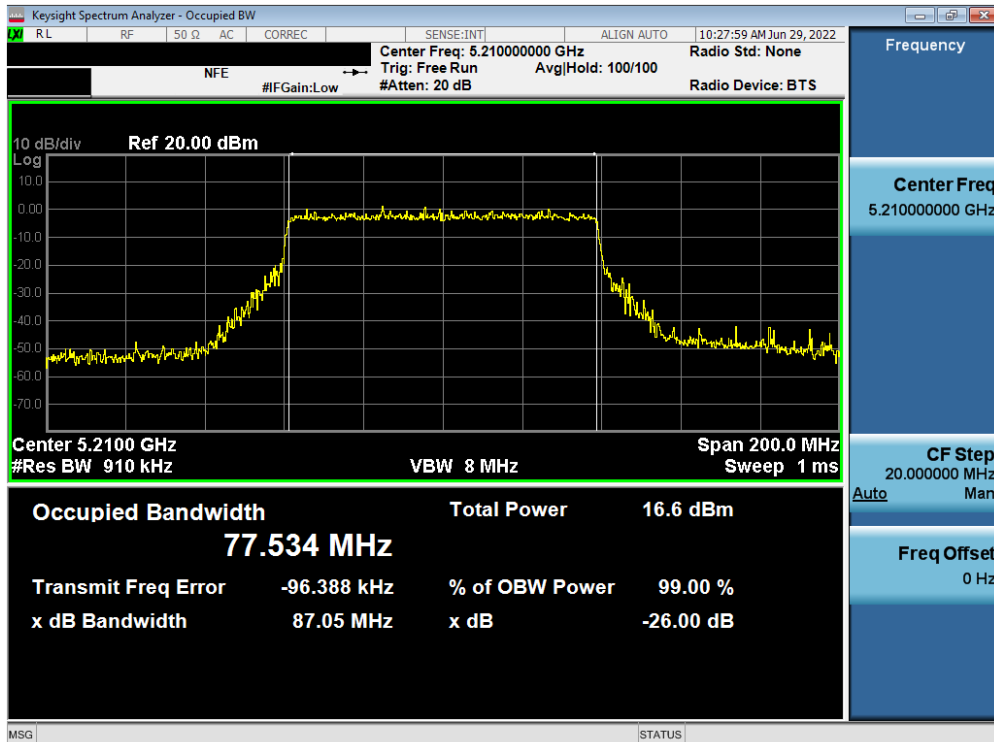 Keysight Spectrum Analyzer - Occupied BW
LXI RL RF 50 Ω AC CORREC SENSE:INT ALIGN AUTO 10:27:59 AM Jun 29, 2022
Center Freq: 5.210000000 GHz Radio Std: None
NFE Trig: Free Run Avg|Hold: 100/100
#IFGain:Low #Atten: 20 dB Radio Device: BTS
10 dB/div Ref 20.00 dBm
Log
10.0
0.00
-10.0
-20.0
-30.0
-40.0
-50.0
-60.0
-70.0
Center 5.2100 GHz Span 200.0 MHz
#Res BW 910 kHz VBW 8 MHz Sweep 1 ms
Occupied Bandwidth Total Power 16.6 dBm
77.534 MHz
Transmit Freq Error -96.388 kHz % of OBW Power 99.00 %
x dB Bandwidth 87.05 MHz x dB -26.00 dB
Frequency
Center Freq
5.210000000 GHz
CF Step
20.000000 MHz
Auto Man
Freq Offset
0 Hz
MSG STATUS